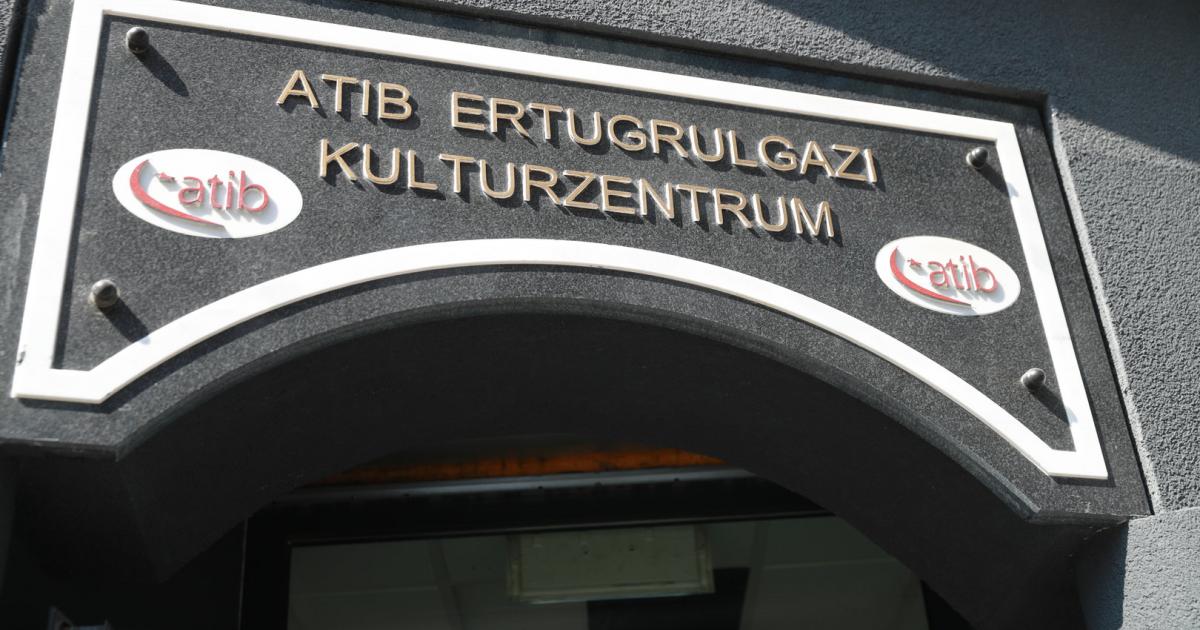 ATIB ERTUGRULGAZI
KULTURZENTRUM
atib
atib